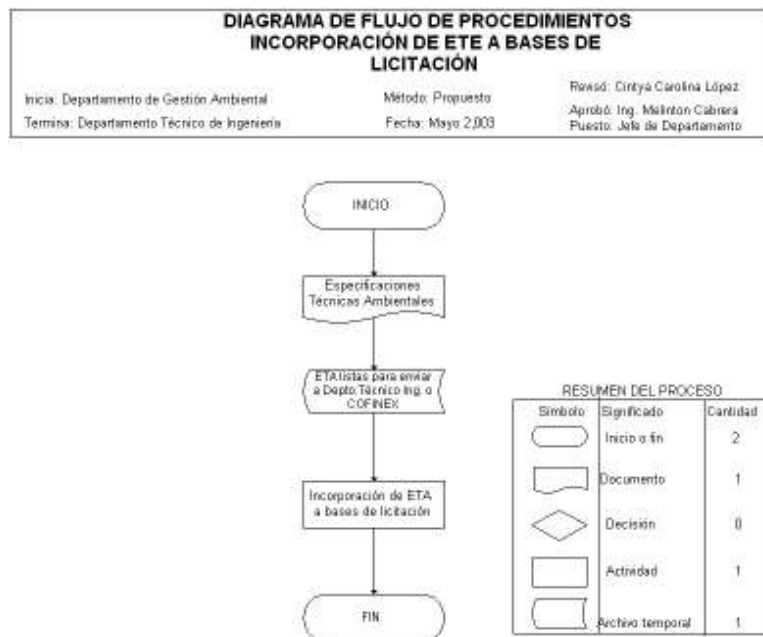 DIAGRAMA DE FLUJO DE PROCEDIMIENTOS
INCORPORACIÓN DE ETE A BASES DE
LICITACIÓN
Inicia: Departamento de Gestión Ambiental
Termina: Departamento Técnico de Ingeniería
Método: Propuesto
Fecha: Mayo 2,003
Revisó: Cintya Carolina López
Aprobó: Ing. Melinton Cabrera
Puesto: Jefe de Departamento
INICIO
Especificaciones
Técnicas Ambientales
ETA listas para enviar
a Depto. Técnico Ing. o
COFINEX
Incorporación de ETA
a bases de licitación
FIN
RESUMEN DEL PROCESO
Símbolo Significado Cantidad
Inicio o fin 2
Documento 1
Decisión 0
Actividad 1
Archivo temporal 1